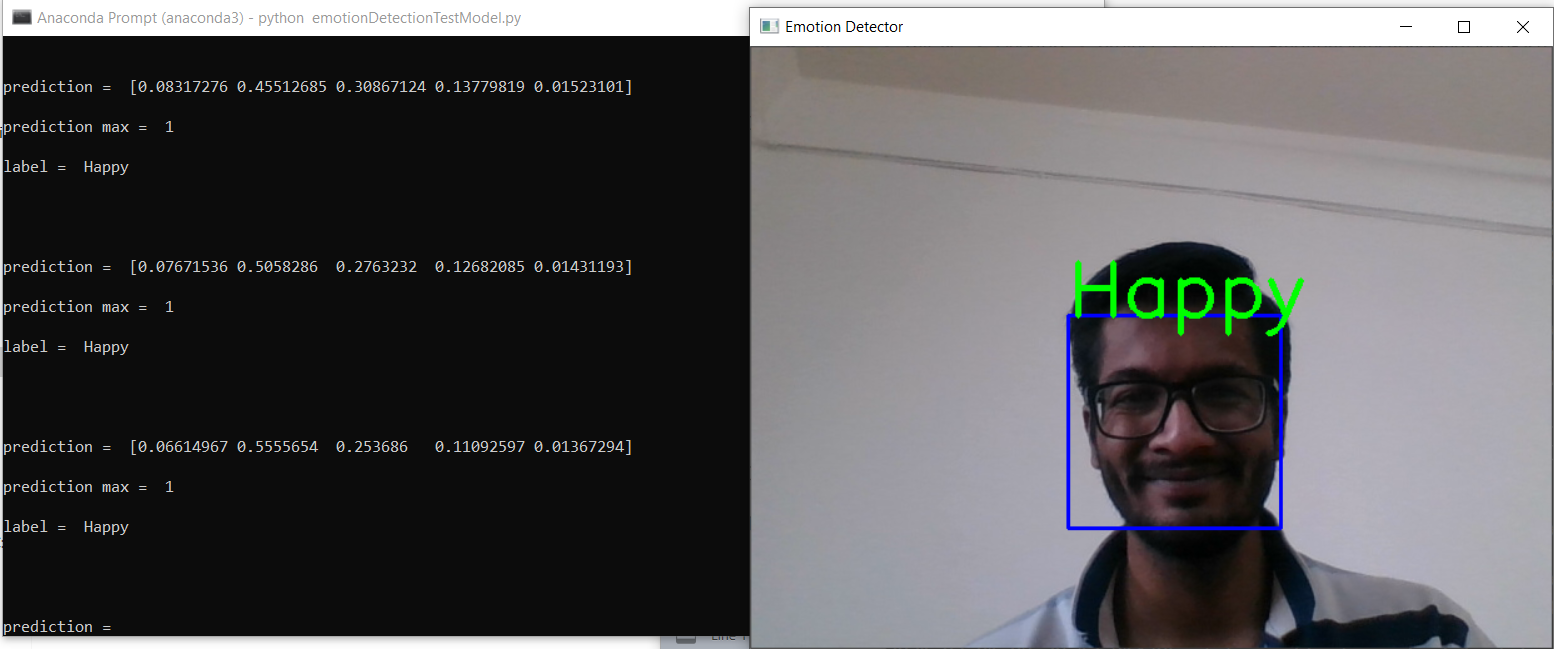 Anaconda Prompt (anaconda3) - python  emotionDetectionTestModel.py
prediction =  [0.08317276 0.45512685 0.30867124 0.13779819 0.01523101]
prediction max =  1
label =  Happy
prediction =  [0.07671536 0.5058286  0.2763232  0.12682085 0.01431193]
prediction max =  1
label =  Happy
prediction =  [0.06614967 0.5555654  0.253686   0.11092597 0.01367294]
prediction max =  1
label =  Happy
prediction =
Emotion Detector
Happy